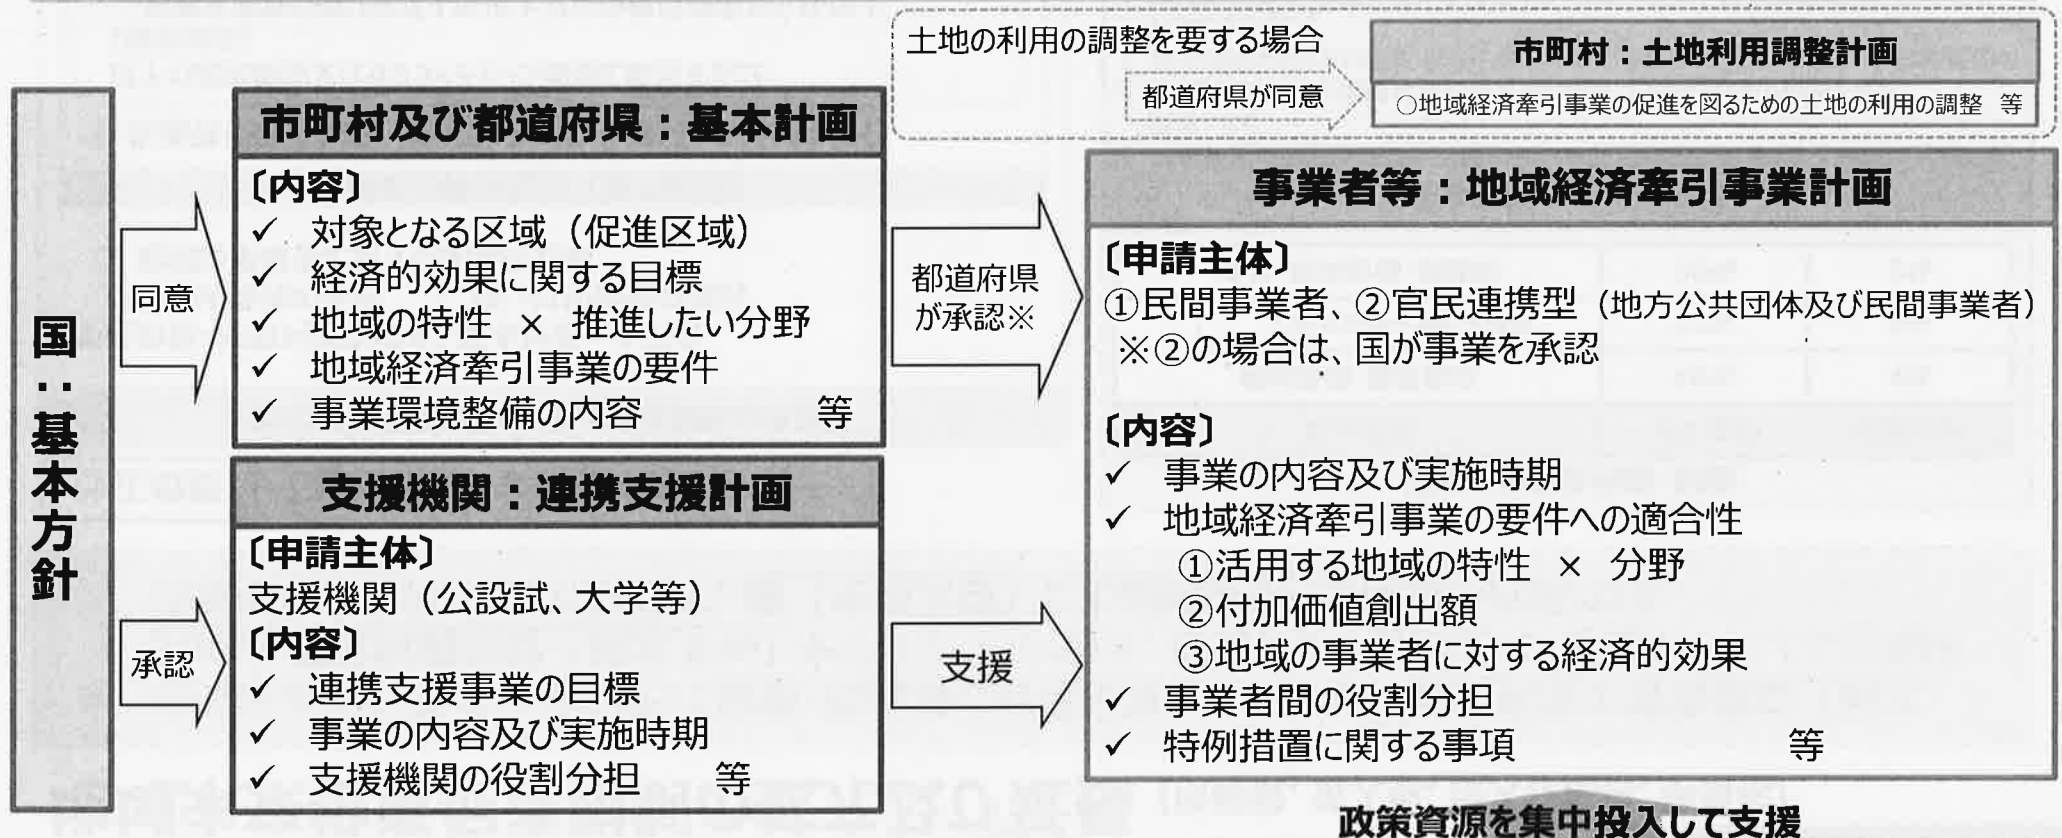 国：基本方針
同意
市町村及び都道府県：基本計画
〔内容〕
✓ 対象となる区域（促進区域）
✓ 経済的効果に関する目標
✓ 地域の特性 × 推進したい分野
✓ 地域経済牽引事業の要件
✓ 事業環境整備の内容 等
承認
支援機関：連携支援計画
〔申請主体〕
支援機関（公設試、大学等）
〔内容〕
✓ 連携支援事業の目標
✓ 事業の内容及び実施時期
✓ 支援機関の役割分担 等
土地の利用の調整を要する場合
都道府県が同意
市町村：土地利用調整計画
○地域経済牽引事業の促進を図るための土地の利用の調整 等
都道府県
が承認※
支援
事業者等：地域経済牽引事業計画
〔申請主体〕
①民間事業者、②官民連携型（地方公共団体及び民間事業者）
※②の場合は、国が事業を承認
〔内容〕
✓ 事業の内容及び実施時期
✓ 地域経済牽引事業の要件への適合性
①活用する地域の特性 × 分野
②付加価値創出額
③地域の事業者に対する経済的効果
✓ 事業者間の役割分担
✓ 特例措置に関する事項 等
政策資源を集中投入して支援